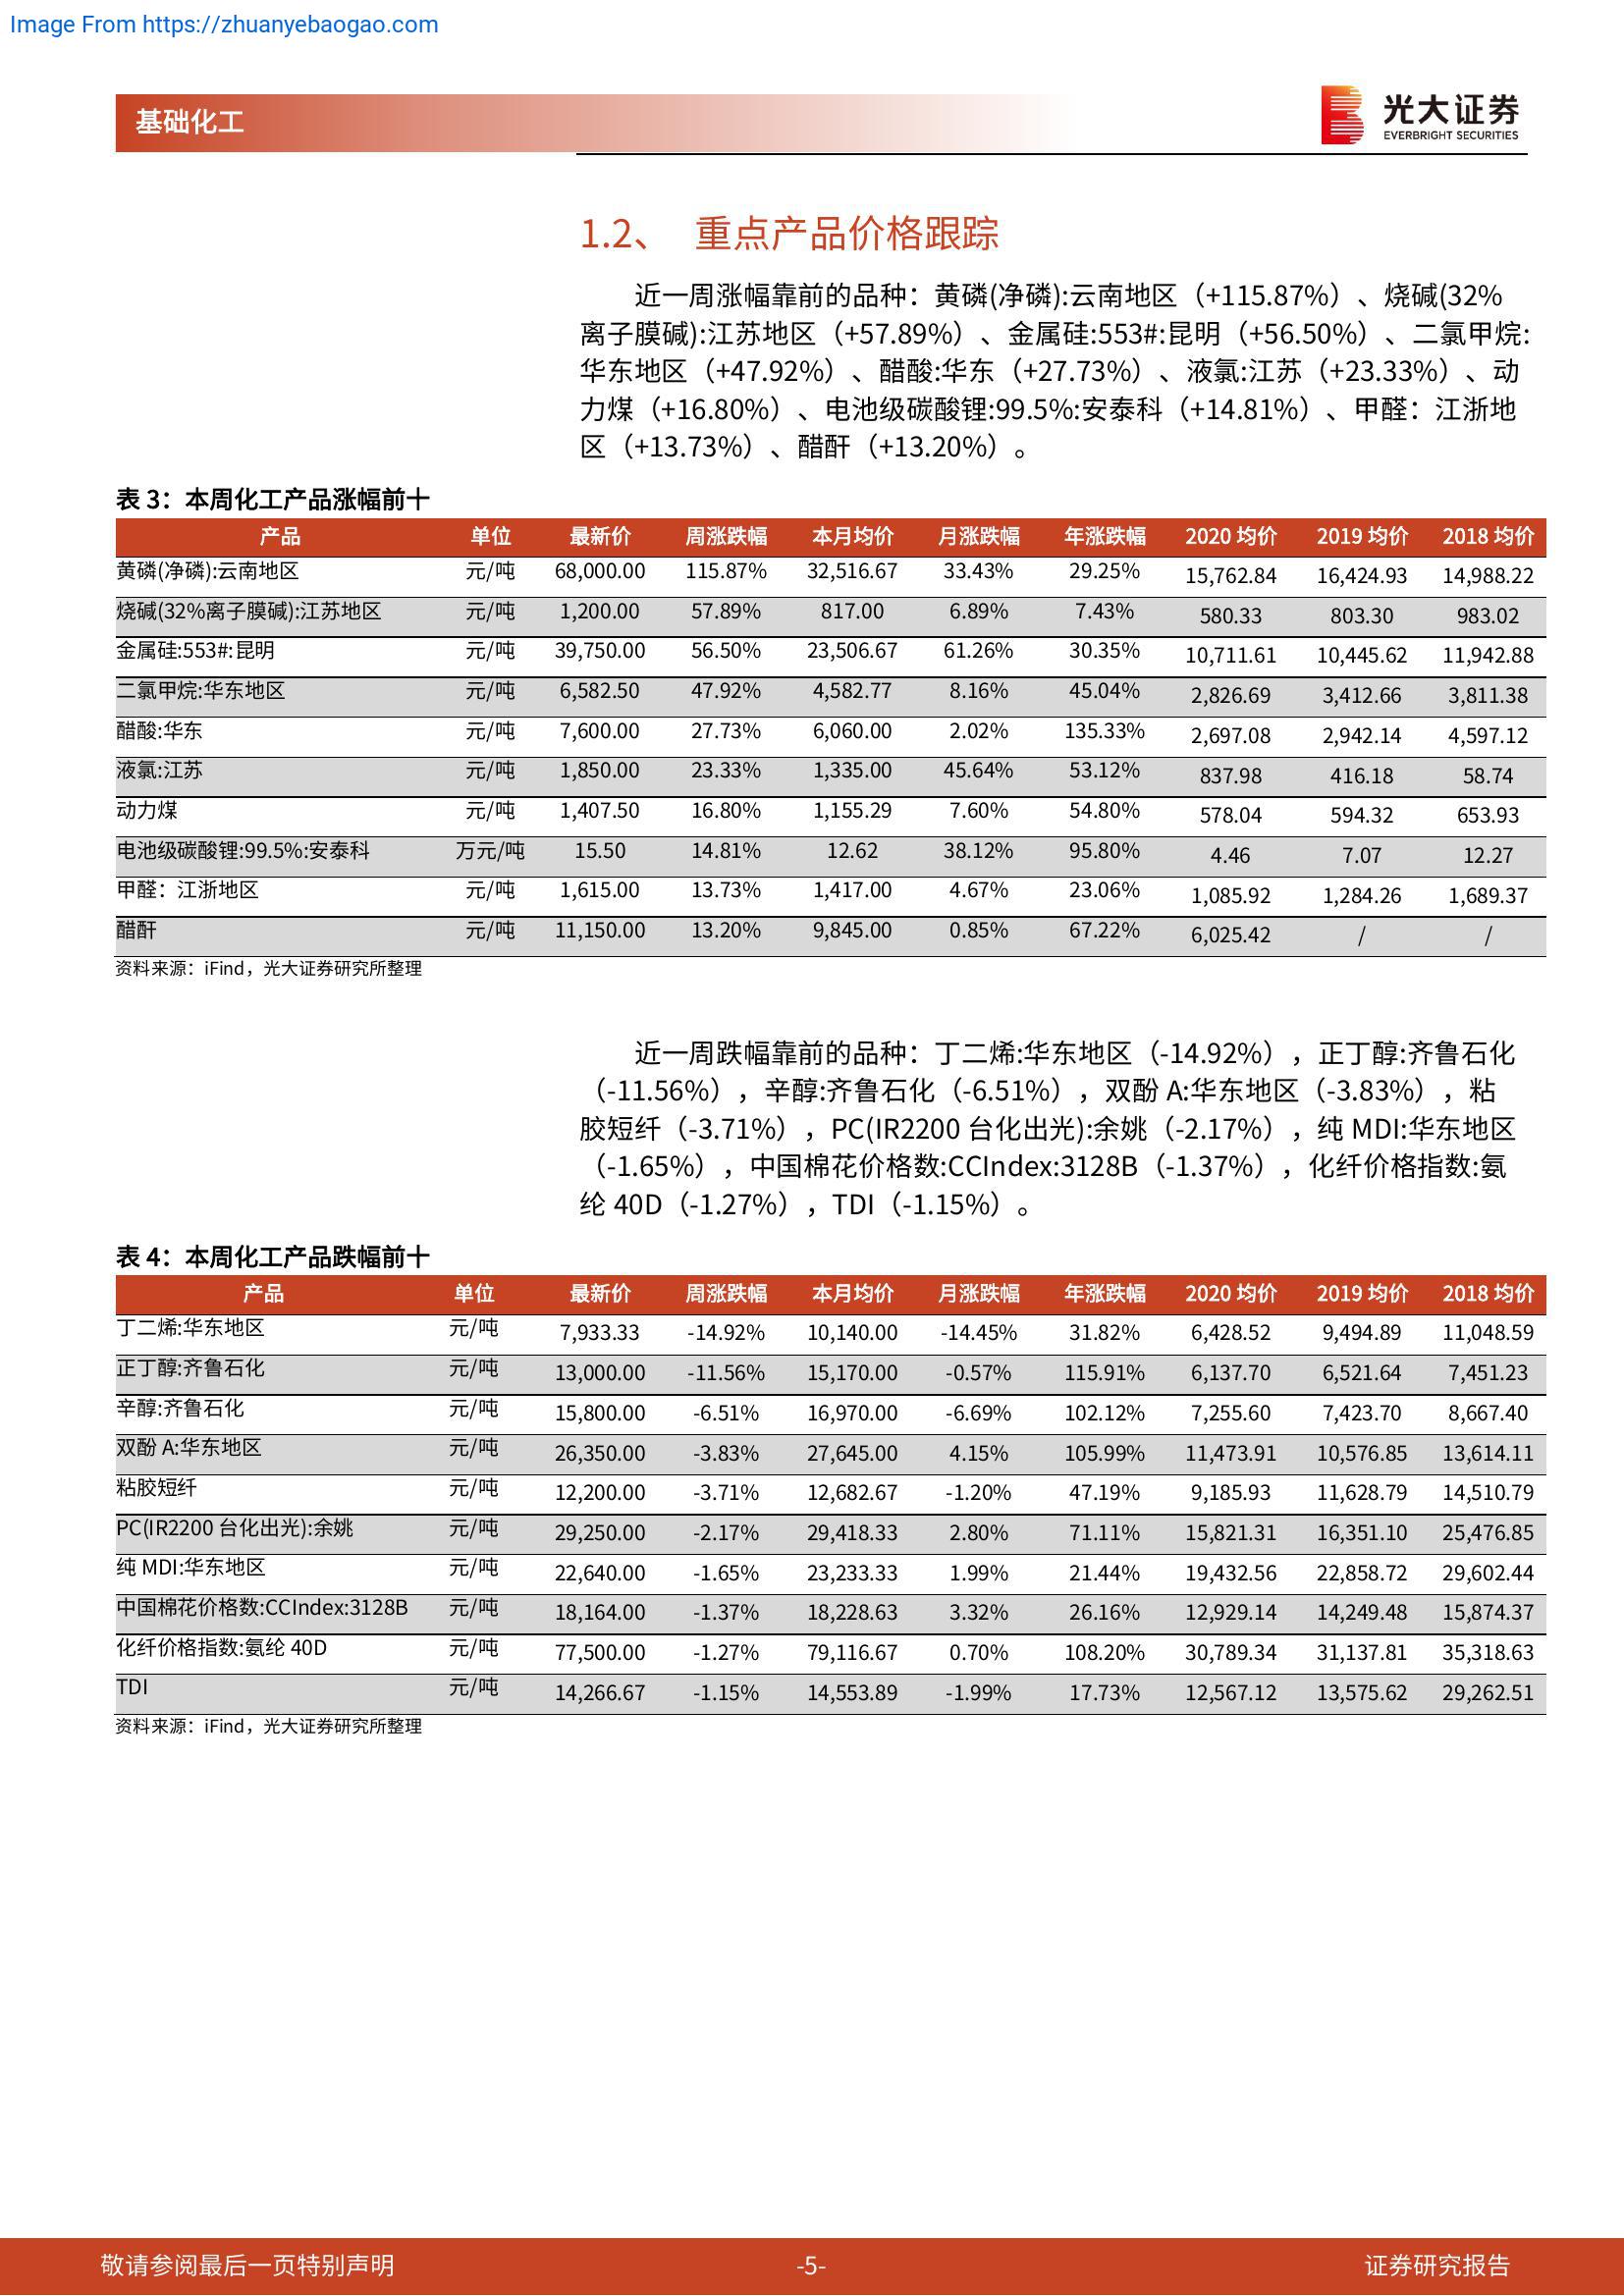 Image From https://zhuanyebaogao.com
基础化工
光大证券
EVERBRIGHT SECURITIES
1.2、 重点产品价格跟踪
近一周涨幅靠前的品种：黄磷(净磷):云南地区（+115.87%）、烧碱(32%
离子膜碱):江苏地区（+57.89%）、金属硅:553#:昆明（+56.50%）、二氯甲烷:
华东地区（+47.92%）、醋酸:华东（+27.73%）、液氯:江苏（+23.33%）、动
力煤（+16.80%）、电池级碳酸锂:99.5%:安泰科（+14.81%）、甲醛：江浙地
区（+13.73%）、醋酐（+13.20%）。
表 3：本周化工产品涨幅前十
产品 单位 最新价 周涨跌幅 本月均价 月涨跌幅 年涨跌幅 2020 均价 2019 均价 2018 均价
黄磷(净磷):云南地区 元/吨 68,000.00 115.87% 32,516.67 33.43% 29.25% 15,762.84 16,424.93 14,988.22
烧碱(32%离子膜碱):江苏地区 元/吨 1,200.00 57.89% 817.00 6.89% 7.43% 580.33 803.30 983.02
金属硅:553#:昆明 元/吨 39,750.00 56.50% 23,506.67 61.26% 30.35% 10,711.61 10,445.62 11,942.88
二氯甲烷:华东地区 元/吨 6,582.50 47.92% 4,582.77 8.16% 45.04% 2,826.69 3,412.66 3,811.38
醋酸:华东 元/吨 7,600.00 27.73% 6,060.00 2.02% 135.33% 2,697.08 2,942.14 4,597.12
液氯:江苏 元/吨 1,850.00 23.33% 1,335.00 45.64% 53.12% 837.98 416.18 58.74
动力煤 元/吨 1,407.50 16.80% 1,155.29 7.60% 54.80% 578.04 594.32 653.93
电池级碳酸锂:99.5%:安泰科 万元/吨 15.50 14.81% 12.62 38.12% 95.80% 4.46 7.07 12.27
甲醛：江浙地区 元/吨 1,615.00 13.73% 1,417.00 4.67% 23.06% 1,085.92 1,284.26 1,689.37
醋酐 元/吨 11,150.00 13.20% 9,845.00 0.85% 67.22% 6,025.42 / /
资料来源：iFind，光大证券研究所整理
近一周跌幅靠前的品种：丁二烯:华东地区（-14.92%），正丁醇:齐鲁石化
（-11.56%），辛醇:齐鲁石化（-6.51%），双酚 A:华东地区（-3.83%），粘
胶短纤（-3.71%），PC(IR2200 台化出光):余姚（-2.17%），纯 MDI:华东地区
（-1.65%），中国棉花价格数:CCIndex:3128B（-1.37%），化纤价格指数:氨
纶 40D（-1.27%），TDI（-1.15%）。
表 4：本周化工产品跌幅前十
产品 单位 最新价 周涨跌幅 本月均价 月涨跌幅 年涨跌幅 2020 均价 2019 均价 2018 均价
丁二烯:华东地区 元/吨 7,933.33 -14.92% 10,140.00 -14.45% 31.82% 6,428.52 9,494.89 11,048.59
正丁醇:齐鲁石化 元/吨 13,000.00 -11.56% 15,170.00 -0.57% 115.91% 6,137.70 6,521.64 7,451.23
辛醇:齐鲁石化 元/吨 15,800.00 -6.51% 16,970.00 -6.69% 102.12% 7,255.60 7,423.70 8,667.40
双酚 A:华东地区 元/吨 26,350.00 -3.83% 27,645.00 4.15% 105.99% 11,473.91 10,576.85 13,614.11
粘胶短纤 元/吨 12,200.00 -3.71% 12,682.67 -1.20% 47.19% 9,185.93 11,628.79 14,510.79
PC(IR2200 台化出光):余姚 元/吨 29,250.00 -2.17% 29,418.33 2.80% 71.11% 15,821.31 16,351.10 25,476.85
纯 MDI:华东地区 元/吨 22,640.00 -1.65% 23,233.33 1.99% 21.44% 19,432.56 22,858.72 29,602.44
中国棉花价格数:CCIndex:3128B 元/吨 18,164.00 -1.37% 18,228.63 3.32% 26.16% 12,929.14 14,249.48 15,874.37
化纤价格指数:氨纶 40D 元/吨 77,500.00 -1.27% 79,116.67 0.70% 108.20% 30,789.34 31,137.81 35,318.63
TDI 元/吨 14,266.67 -1.15% 14,553.89 -1.99% 17.73% 12,567.12 13,575.62 29,262.51
资料来源：iFind，光大证券研究所整理
敬请参阅最后一页特别声明 -5- 证券研究报告